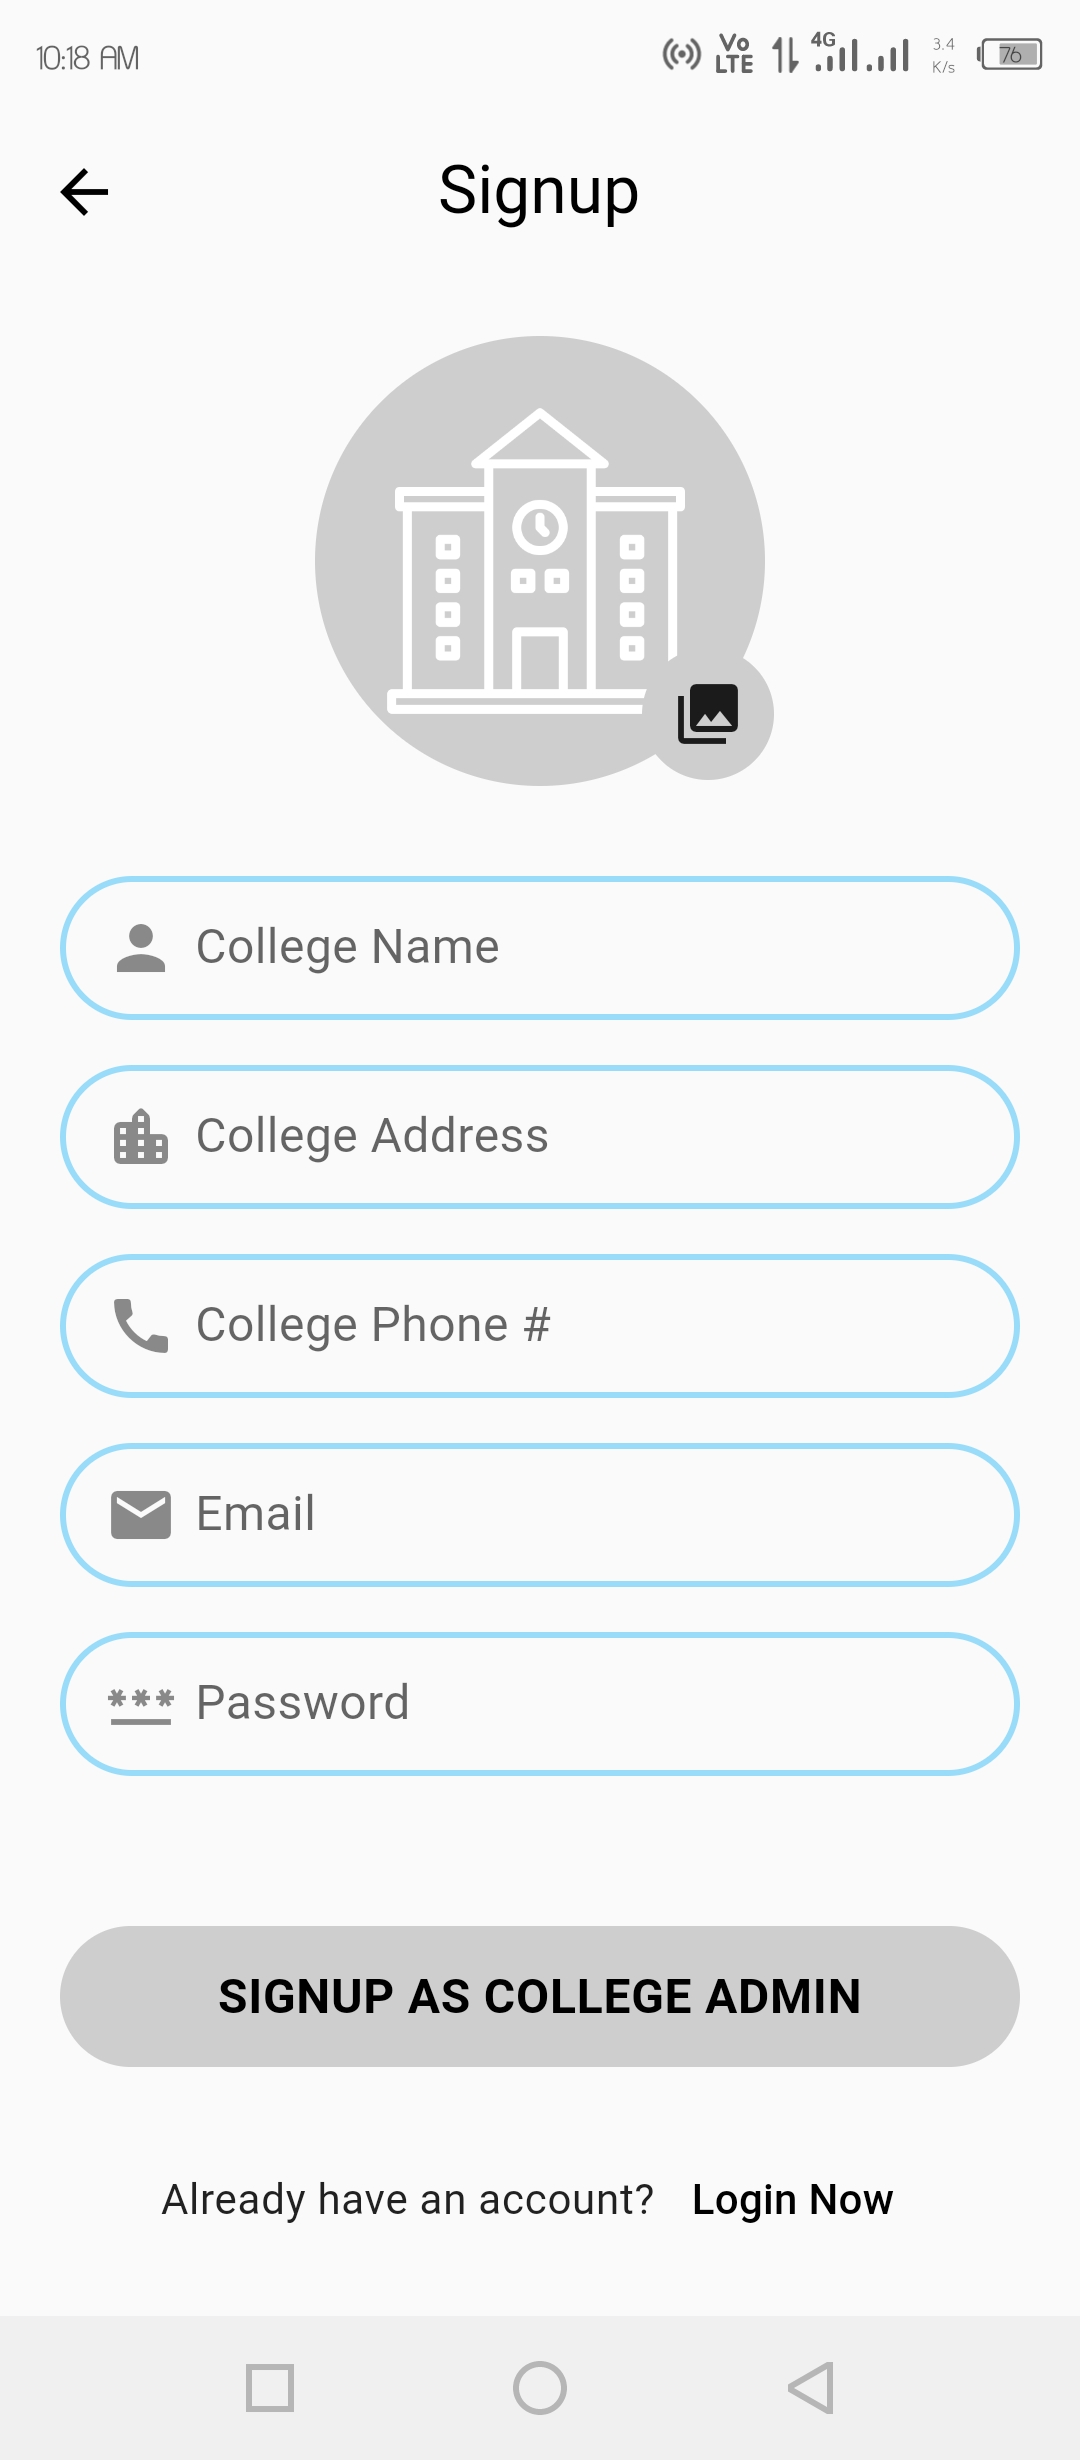 10:18 AM
Vo LTE 4G 3.4 K/s 76
Signup
College Name
College Address
College Phone #
Email
*** Password
SIGNUP AS COLLEGE ADMIN
Already have an account? Login Now